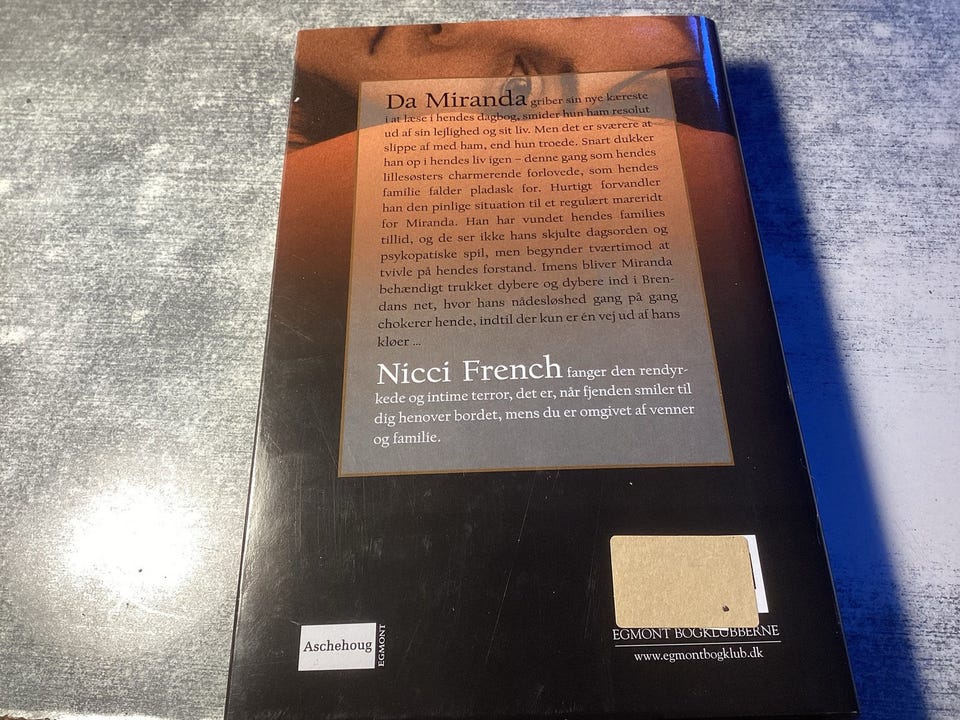 Da Miranda griber sin nye kæreste
i at læse i hendes dagbog, smider hun ham resolut
ud af sin lejlighed og sit liv. Men det er sværere at
slippe af med ham, end hun troede. Snart dukker
han op i hendes liv igen – denne gang som hendes
lillesøsters charmerende forlovede, som hendes
familie falder pladask for. Hurtigt forvandler
han den pinlige situation til et regulært mareridt
for Miranda. Han har vundet hendes families
tillid, og de ser ikke hans skjulte dagsorden og
psykopatiske spil, men begynder tværtimod at
tvivle på hendes forstand. Imens bliver Miranda
behændigt trukket dybere og dybere ind i Bren-
dans net, hvor hans nådesløshed gang på gang
chokerer hende, indtil der kun er én vej ud af hans
kløer ...
Nicci French fanger den rendyr-
kede og intime terror, det er, når fjenden smiler til
dig henover bordet, mens du er omgivet af venner
og familie.
Aschehoug
EGMONT
EGMONT BOGKLUBBERNE
www.egmontbogklub.dk